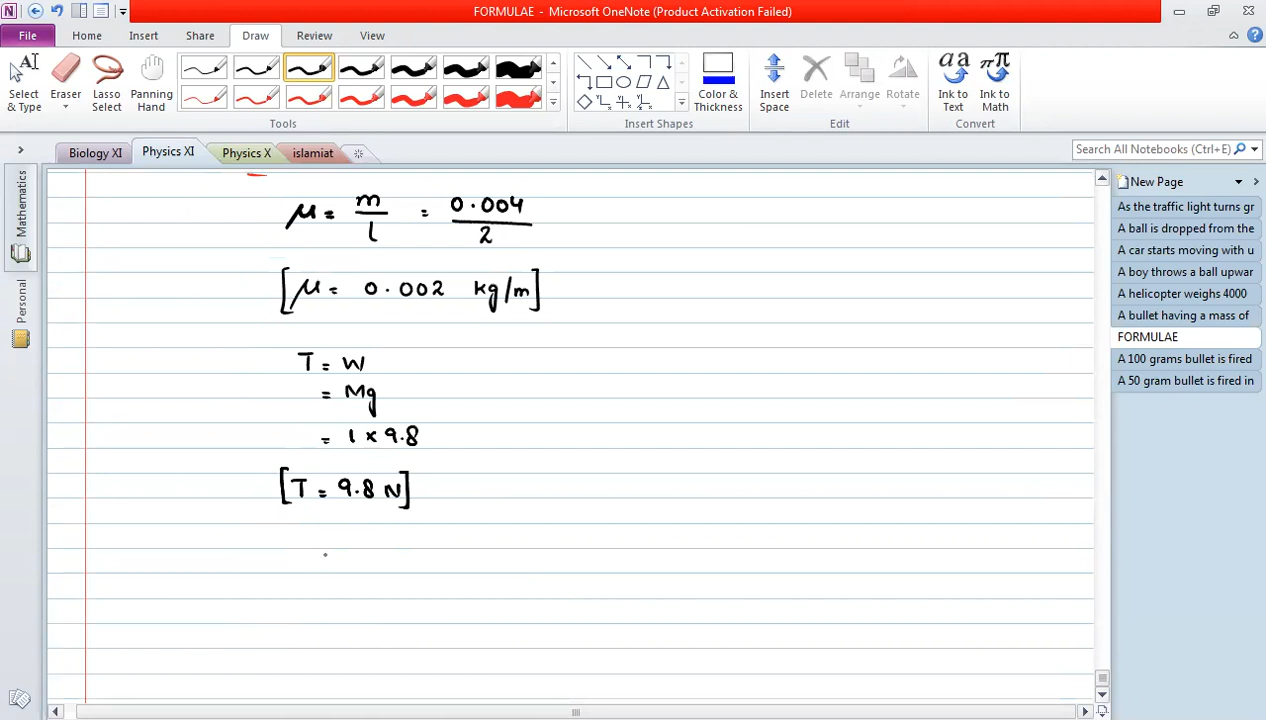 FORMULAE - Microsoft OneNote (Product Activation Failed)
File Home Insert Share Draw Review View
Select & Type
Eraser
Lasso Select
Panning Hand
Color & Thickness
Insert Space
Delete
Arrange
Rotate
Ink to Text
Ink to Math
Tools
Insert Shapes
Edit
Convert
Biology XI Physics XI Physics X islamiat
Search All Notebooks (Ctrl+E)
Mathematics
Personal
μ = m/l = 0.004/2
[μ = 0.002 kg/m]
T = W
= Mg
= 1 × 9.8
[T = 9.8 N]
New Page
As the traffic light turns gr
A ball is dropped from the
A car starts moving with u
A boy throws a ball upwar
A helicopter weighs 4000
A bullet having a mass of
FORMULAE
A 100 grams bullet is fired
A 50 gram bullet is fired in